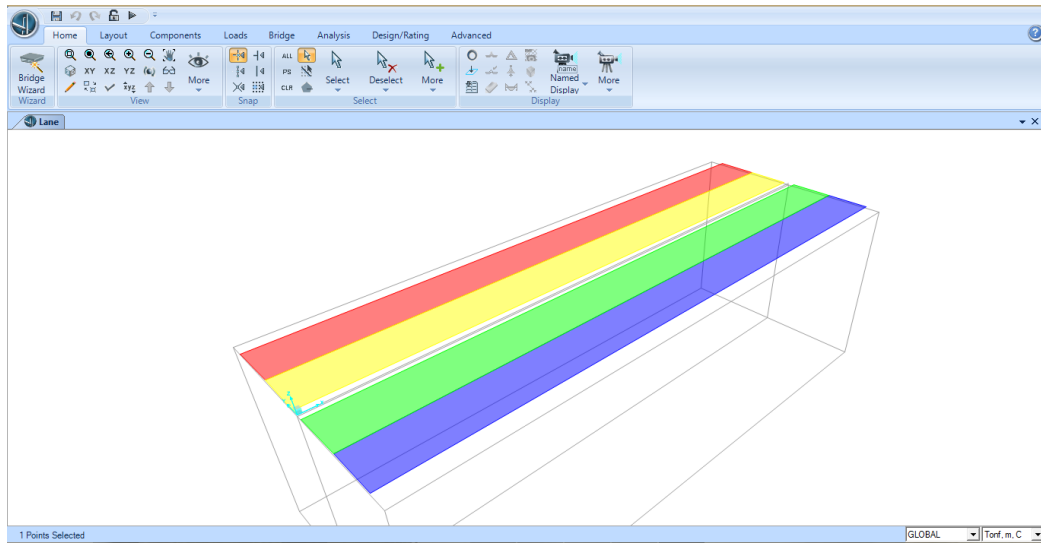 Home Layout Components Loads Bridge Analysis Design/Rating Advanced
Bridge Wizard
Wizard
XY XZ YZ
xyz
More
View
Snap
ALL
PS
CLR
Select
Deselect
More
Select
name
Named Display
More
Display
Lane
1 Points Selected
GLOBAL
Tonf, m, C